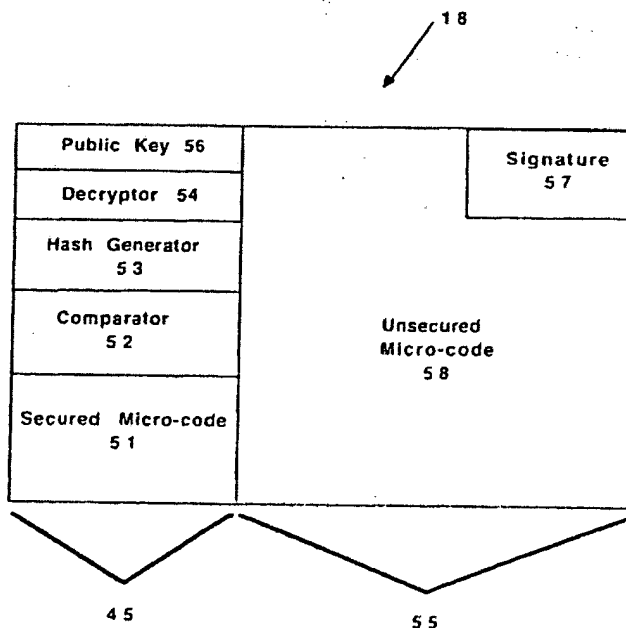 18
Public Key 56
Decryptor 54
Hash Generator
53
Comparator
52
Secured Micro-code
51
Signature
57
Unsecured
Micro-code
58
45
55